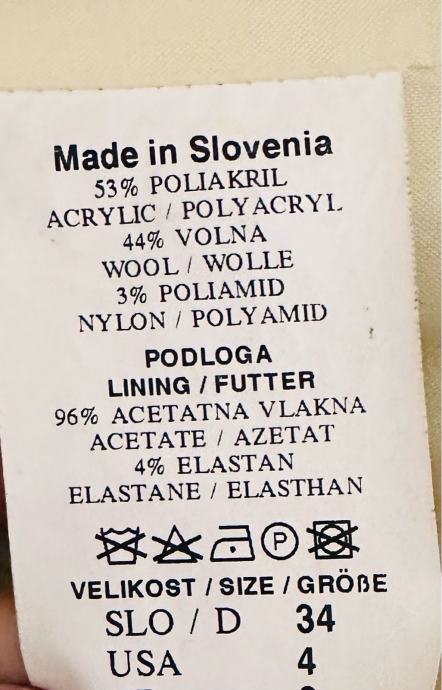 Made in Slovenia
53% POLIAKRIL
ACRYLIC / POLYACRYL
44% VOLNA
WOOL / WOLLE
3% POLIAMID
NYLON / POLYAMID
PODLOGA
LINING / FUTTER
96% ACETATNA VLAKNA
ACETATE / AZETAT
4% ELASTAN
ELASTANE / ELASTHAN
P
VELIKOST / SIZE / GRÖßE
SLO / D 34
USA 4